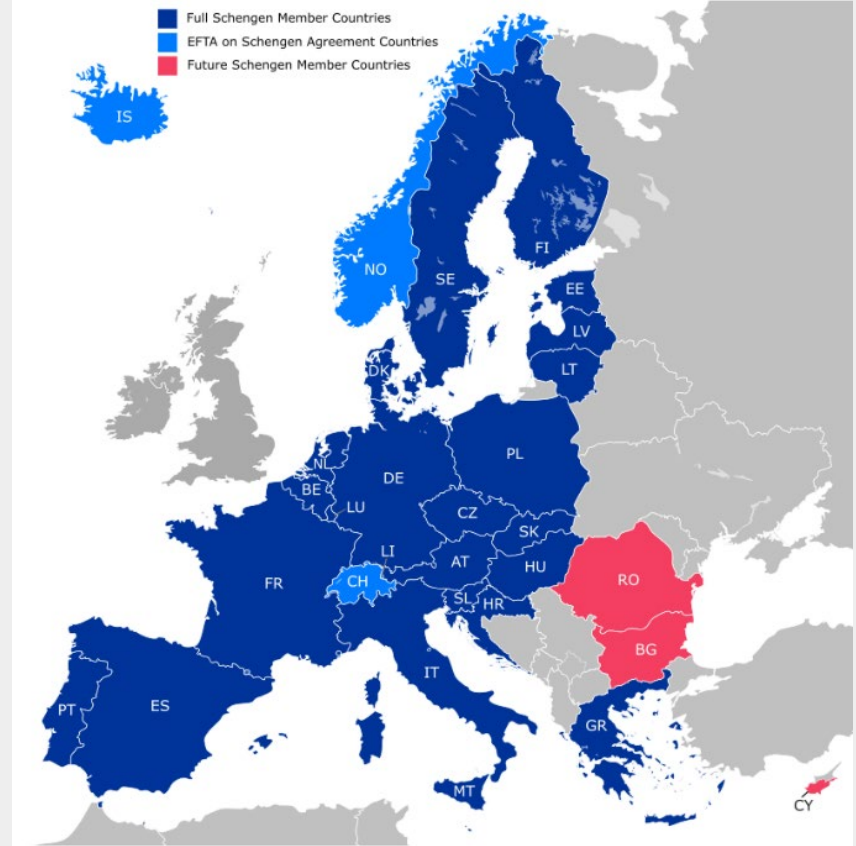 Full Schengen Member Countries
EFTA on Schengen Agreement Countries
Future Schengen Member Countries
IS
NO
SE
FI
EE
LV
LT
DK
NL
BE
LU
DE
PL
CZ
SK
LI
CH
AT
HU
FR
SL
HR
RO
BG
IT
PT
ES
GR
MT
CY